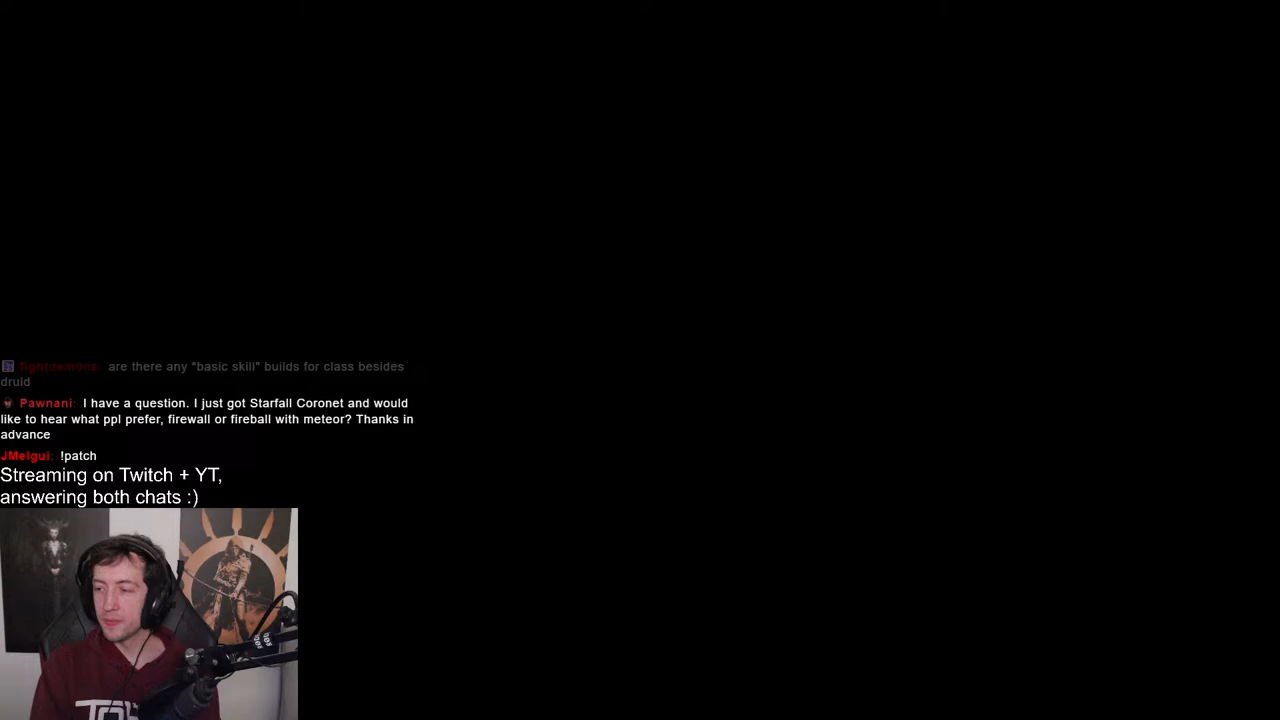 are there any "basic skill" builds for class besides
druid
Pawnani: I have a question. I just got Starfall Coronet and would
like to hear what ppl prefer, firewall or fireball with meteor? Thanks in
advance
JMelgui: !patch
Streaming on Twitch + YT,
answering both chats :)